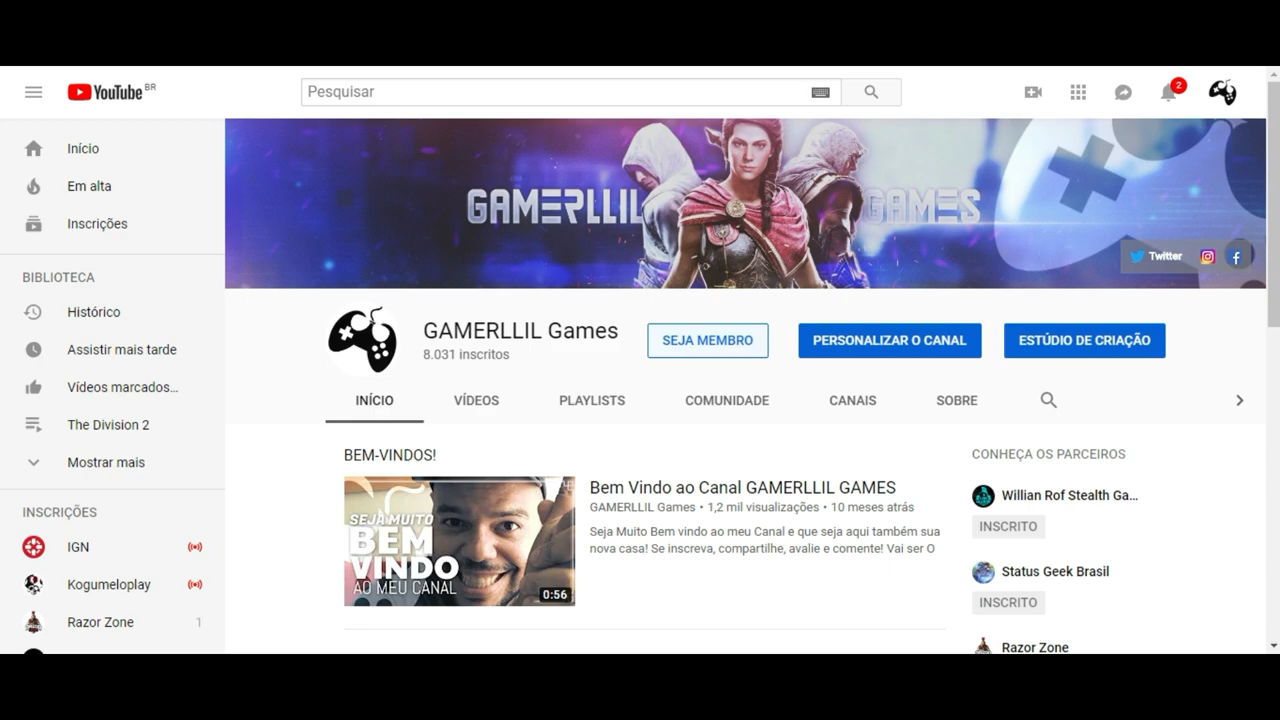 YouTube BR
Pesquisar
2
Início
Em alta
Inscrições
BIBLIOTECA
Histórico
Assistir mais tarde
Vídeos marcados...
The Division 2
Mostrar mais
INSCRIÇÕES
IGN
Kogumeloplay
Razor Zone 1
GAMERLLIL GAMES
Twitter
GAMERLLIL Games
8.031 inscritos
SEJA MEMBRO
PERSONALIZAR O CANAL
ESTÚDIO DE CRIAÇÃO
INÍCIO VÍDEOS PLAYLISTS COMUNIDADE CANAIS SOBRE
BEM-VINDOS!
SEJA MUITO
BEM
VINDO
AO MEU CANAL
0:56
Bem Vindo ao Canal GAMERLLIL GAMES
GAMERLLIL Games • 1,2 mil visualizações • 10 meses atrás
Seja Muito Bem vindo ao meu Canal e que seja aqui também sua
nova casa! Se inscreva, compartilhe, avalie e comente! Vai ser O
CONHEÇA OS PARCEIROS
Willian Rof Stealth Ga...
INSCRITO
Status Geek Brasil
INSCRITO
Razor Zone